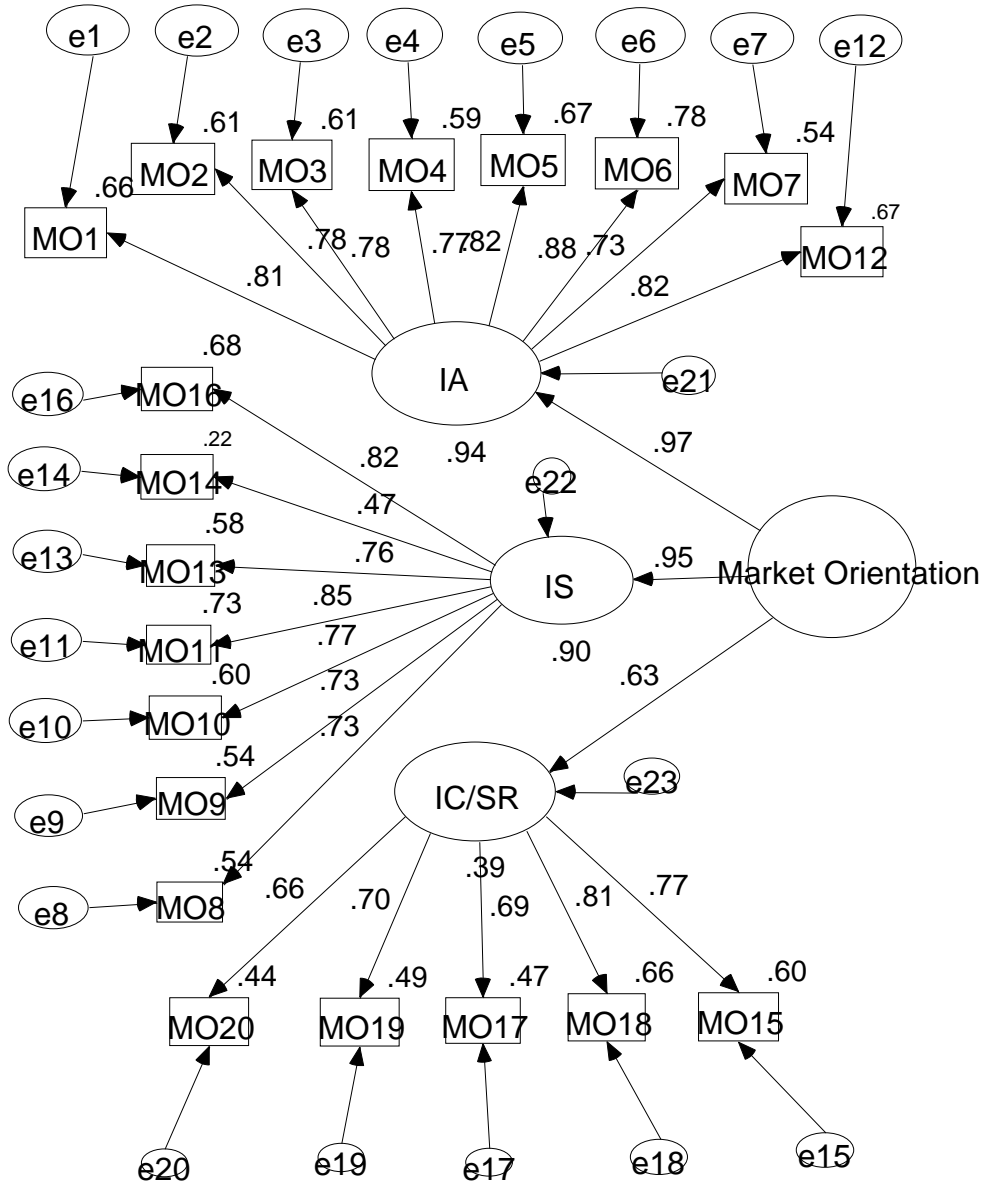 e1
e2
e3
e4
e5
e6
e7
e12
.61
.61
.59
.67
.78
.54
MO2
MO3
MO4
MO5
MO6
MO7
.66
MO1
.67
MO12
.78
.78
.77
.82
.88
.73
.81
.82
.68
e16
MO16
IA
e21
.22
.82
.94
.97
e14
MO14
.47
e22
.58
e13
MO13
.76
IS
.95
Market Orientation
.73
.85
e11
MO11
.77
.90
.60
.73
.63
e10
MO10
.73
.54
e9
MO9
IC/SR
e23
.54
.66
.39
.77
e8
MO8
.70
.69
.81
.44
.49
.47
.66
.60
MO20
MO19
MO17
MO18
MO15
e20
e19
e17
e18
e15